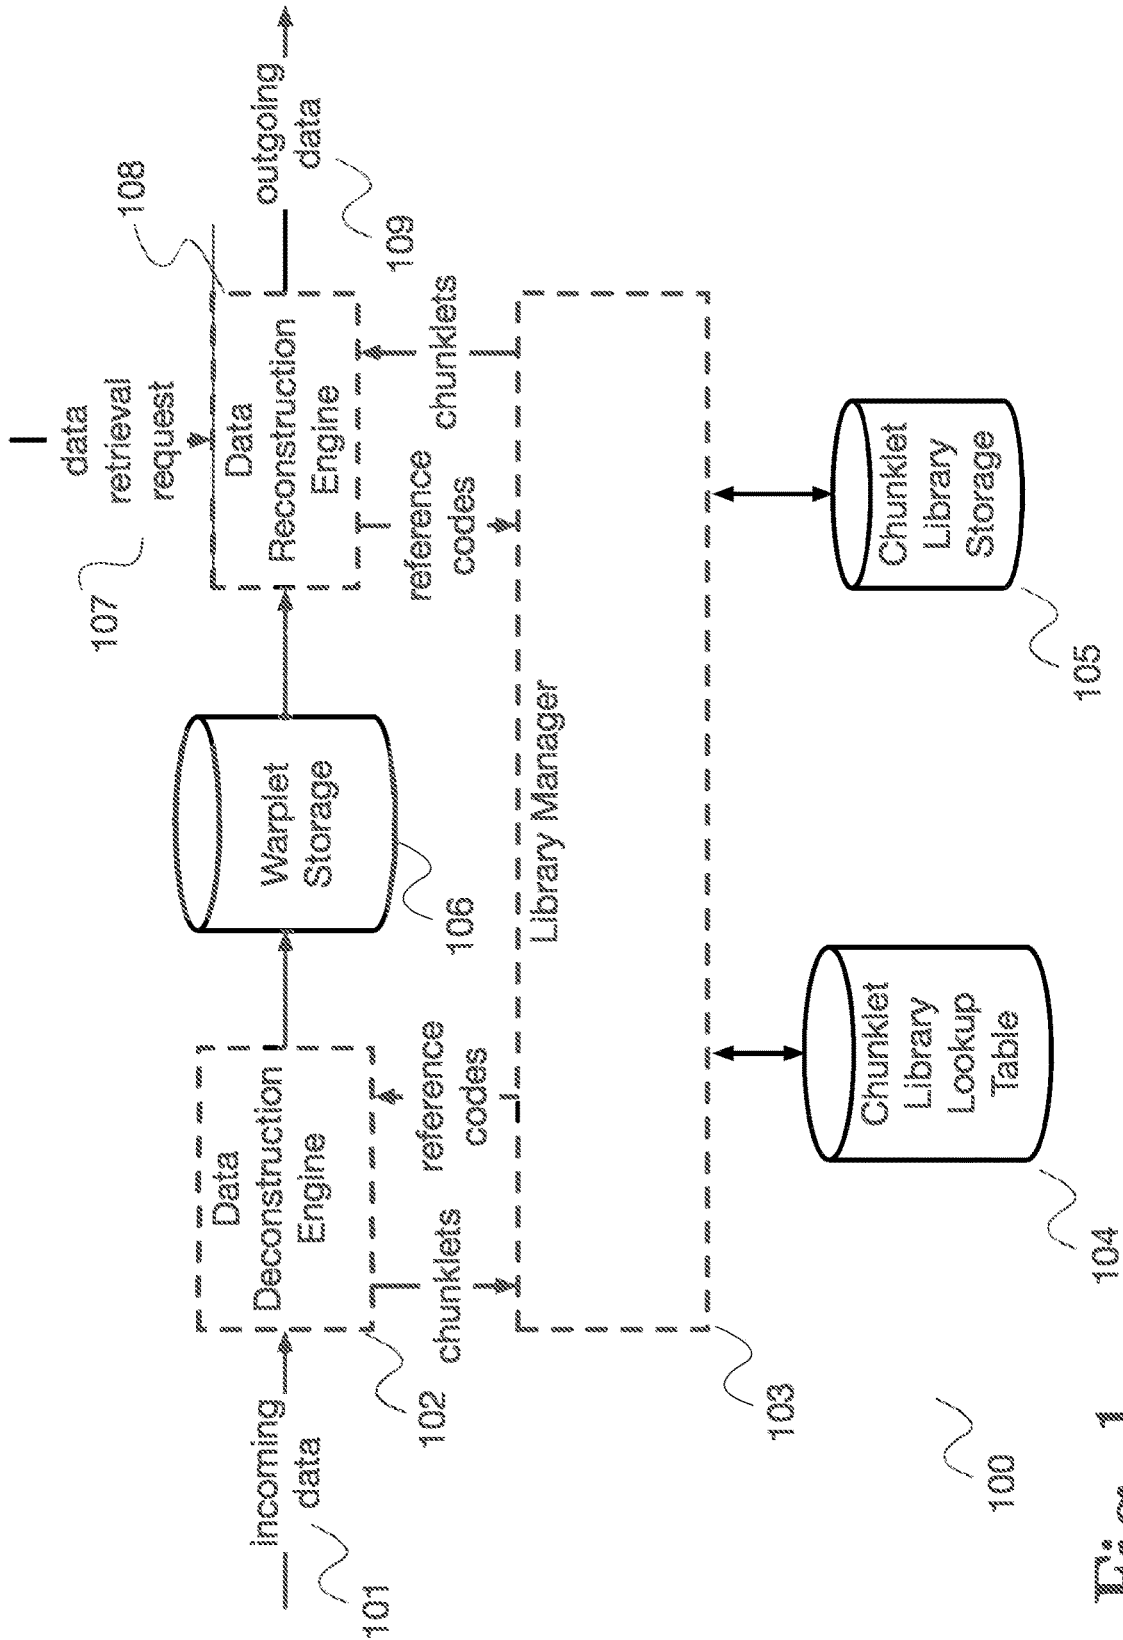 data
retrieval
request
107
108
incoming
data
101
Data
Deconstruction
Engine
102
Warplet
Storage
106
Data
Reconstruction
Engine
outgoing
data
109
chunklets
reference
codes
reference
codes
chunklets
Library Manager
103
Chunklet
Library
Lookup
Table
104
Chunklet
Library
Storage
105
100
Fig. 1